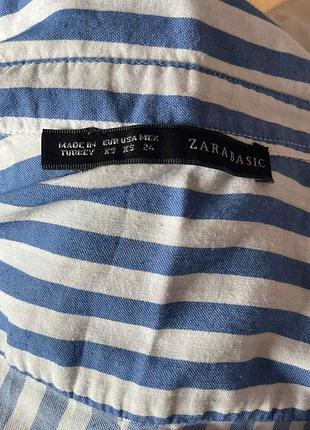 MADE IN TURKEY EUR XS USA XS MEX 24 ZARA BASIC